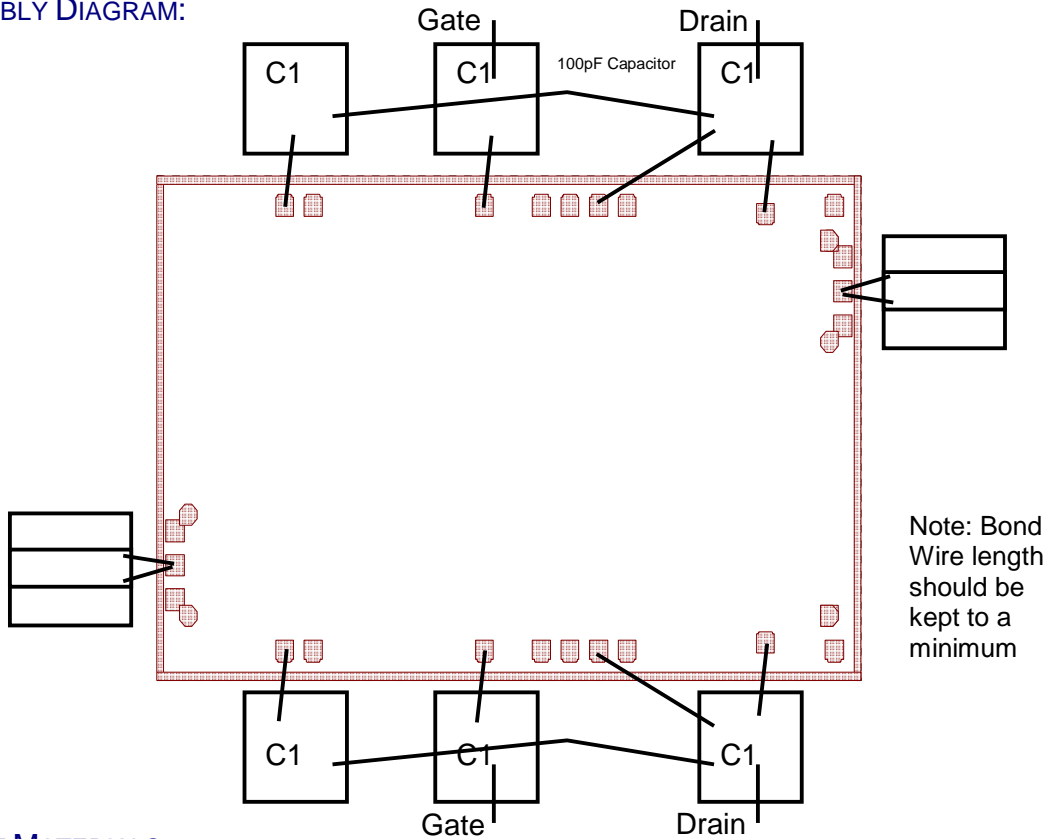 BLY DIAGRAM:
Gate
Drain
C1
C1
100pF Capacitor
C1
Note: Bond
Wire length
should be
kept to a
minimum
C1
C1
C1
Gate
Drain